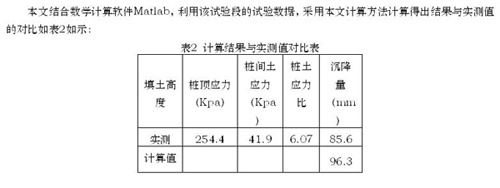 本文结合数学计算软件Matlab，利用该试验段的试验数据，采用本文计算方法计算得出结果与实测值
的对比如表2如示：
表2 计算结果与实测值对比表
填土高度 桩顶应力(Kpa) 桩间土应力(Kpa) 桩土应力比 沉降量(mm)
实测 254.4 41.9 6.07 85.6
计算值 96.3